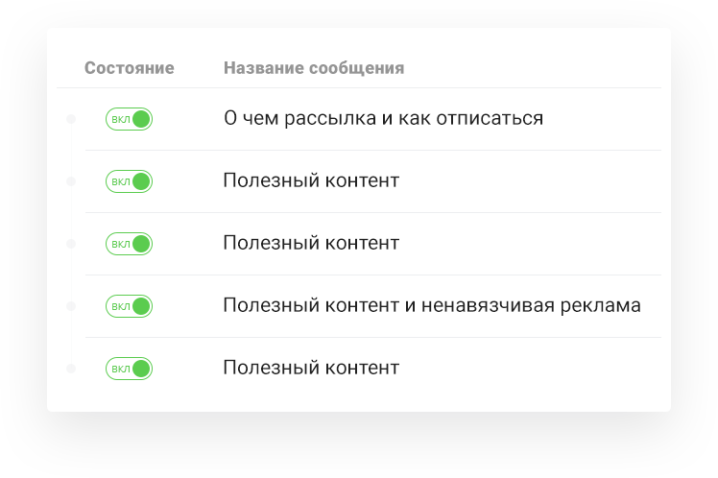 Состояние Название сообщения
ВКЛ О чем рассылка и как отписаться
ВКЛ Полезный контент
ВКЛ Полезный контент
ВКЛ Полезный контент и ненавязчивая реклама
ВКЛ Полезный контент